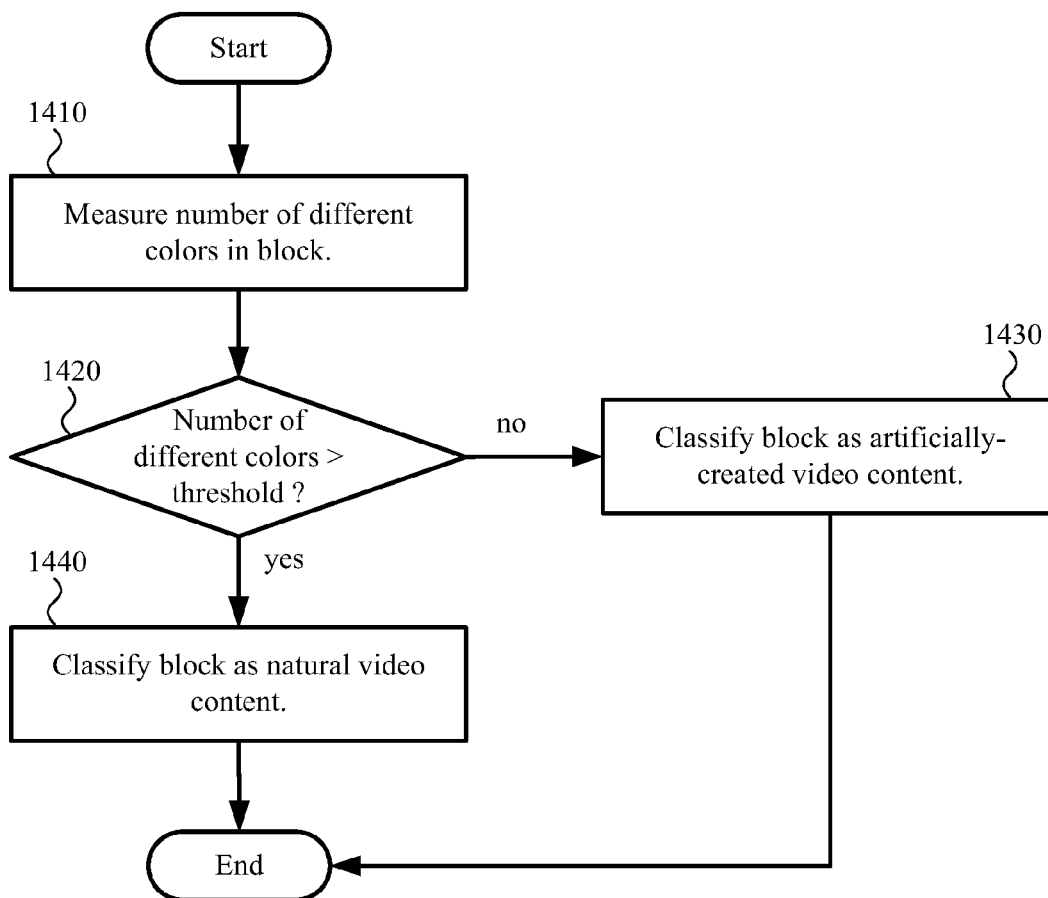 Start
1410
Measure number of different
colors in block.
1420
Number of
different colors >
threshold ?
no
1430
Classify block as artificially-
created video content.
yes
1440
Classify block as natural video
content.
End